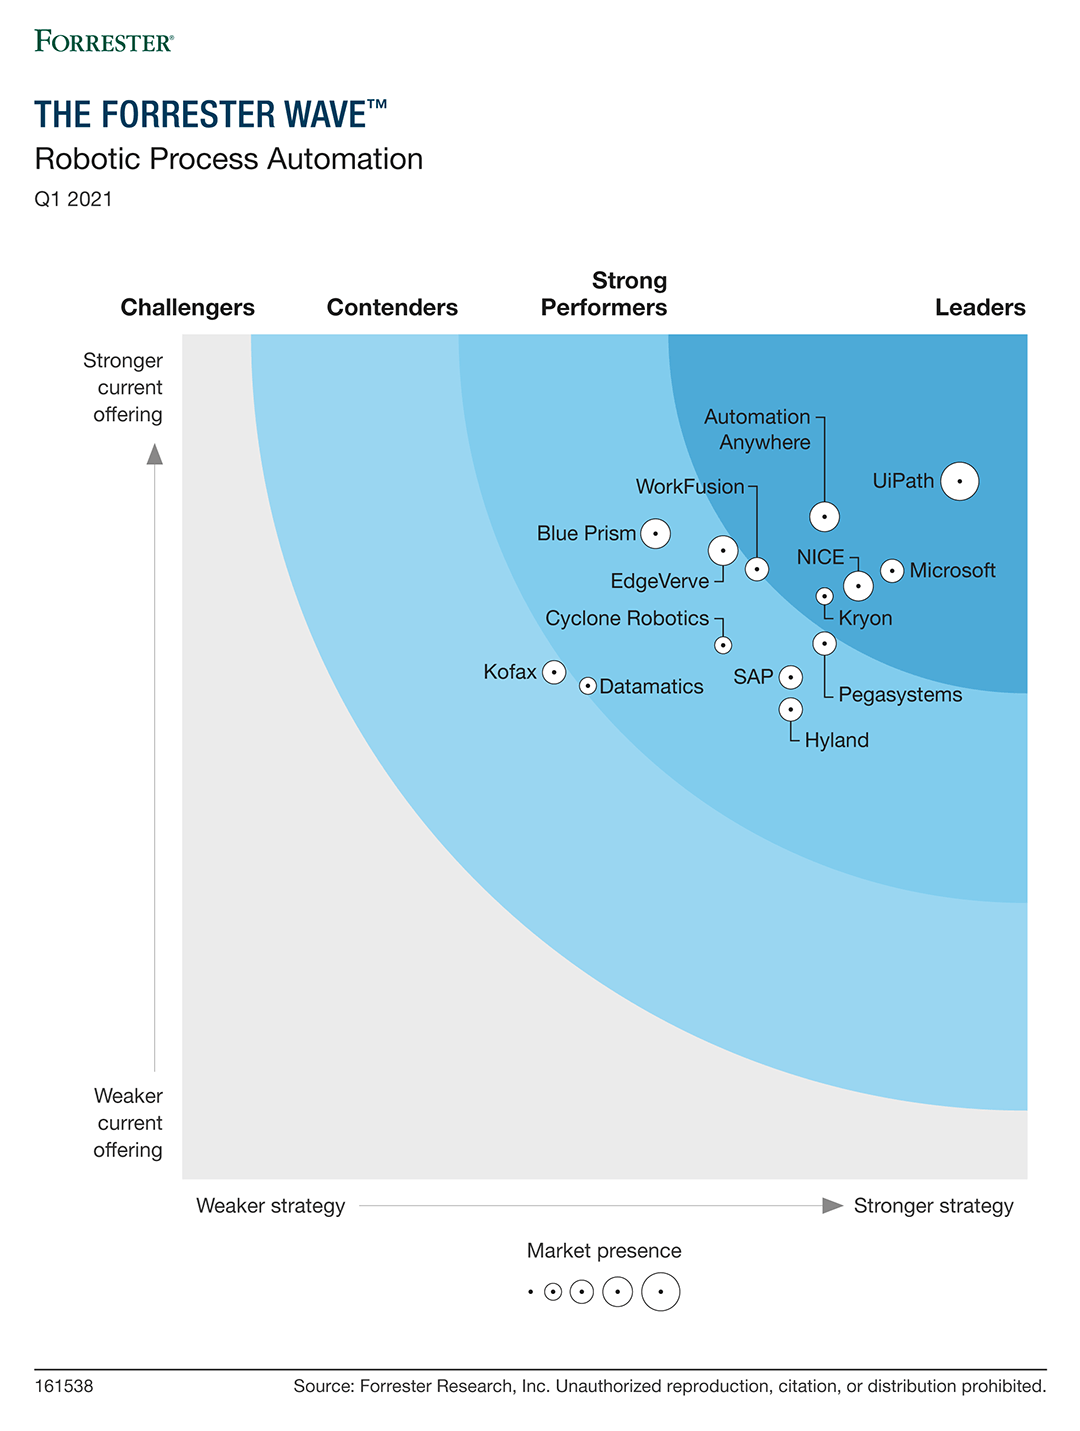 FORRESTER®
THE FORRESTER WAVE™
Robotic Process Automation
Q1 2021
Challengers
Contenders
Strong
Performers
Leaders
Stronger
current
offering
Automation
Anywhere
UiPath
WorkFusion
Blue Prism
EdgeVerve
NICE
Microsoft
Cyclone Robotics
Kryon
Kofax
Datamatics
SAP
Pegasystems
Hyland
Weaker
current
offering
Weaker strategy
Stronger strategy
Market presence
161538
Source: Forrester Research, Inc. Unauthorized reproduction, citation, or distribution prohibited.